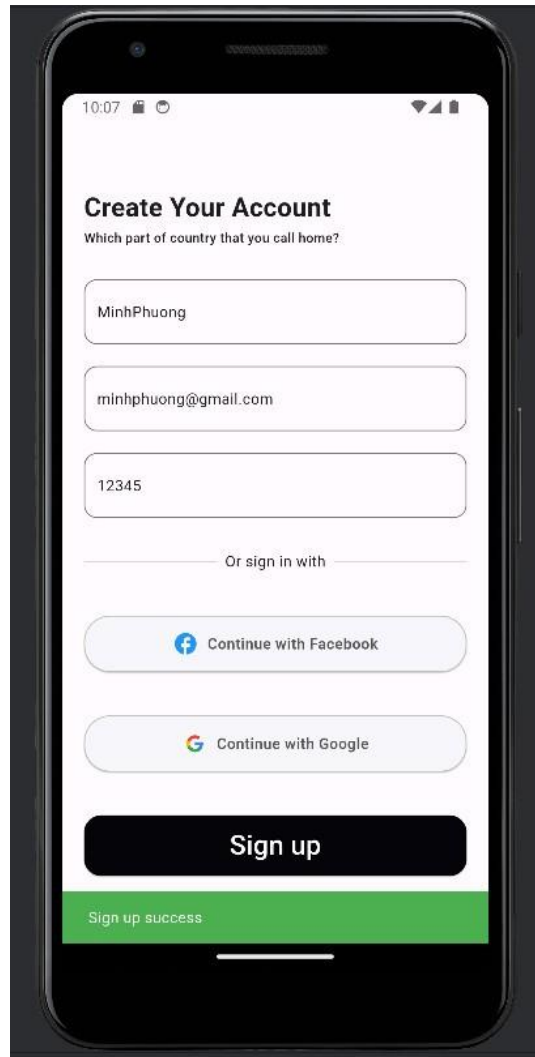 10:07
Create Your Account
Which part of country that you call home?
MinhPhuong
minhphuong@gmail.com
12345
Or sign in with
Continue with Facebook
Continue with Google
Sign up
Sign up success